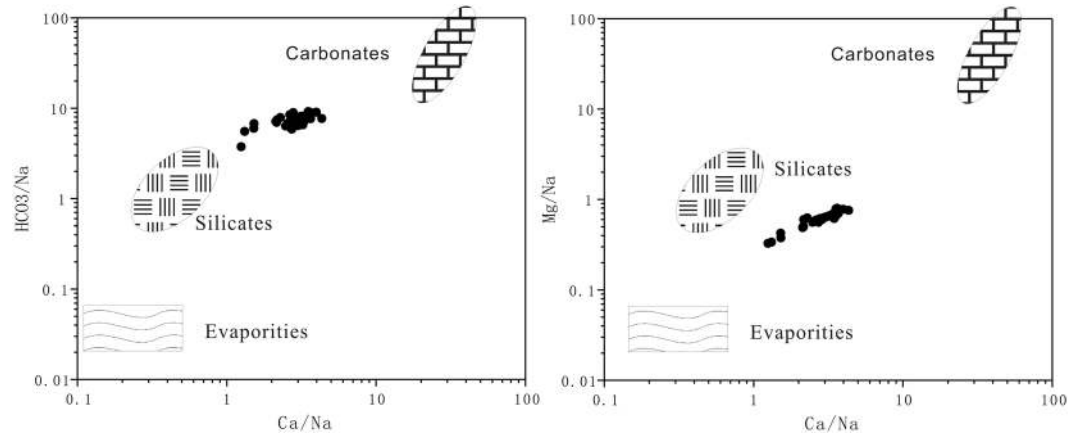 100
10
1
0.1
0.01
HCO3/Na
Carbonates
Silicates
Evaporities
0.1
1
10
100
Ca/Na
100
10
1
0.1
0.01
Mg/Na
Carbonates
Silicates
Evaporities
0.1
1
10
100
Ca/Na